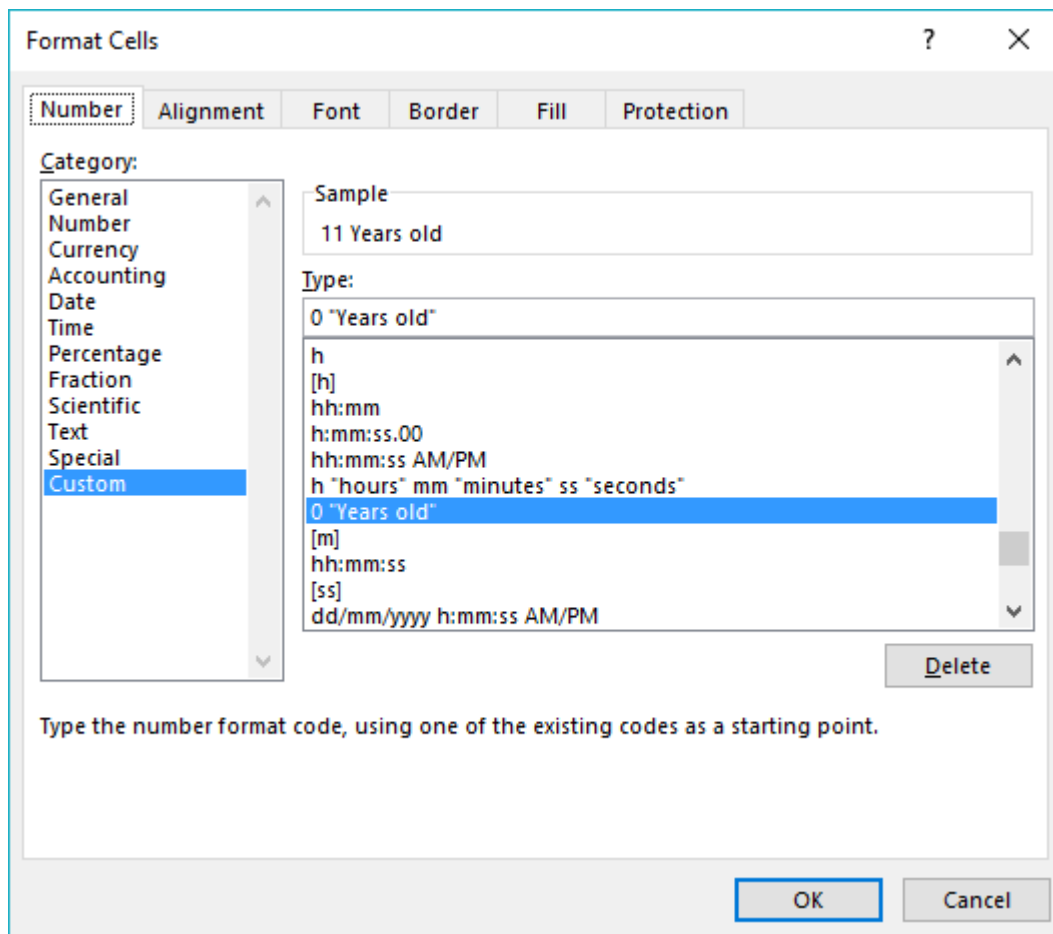 Format Cells
?
Number Alignment Font Border Fill Protection
Category:
General
Number
Currency
Accounting
Date
Time
Percentage
Fraction
Scientific
Text
Special
Custom
Sample
11 Years old
Type:
0 "Years old"
h
[h]
hh:mm
h:mm:ss.00
hh:mm:ss AM/PM
h "hours" mm "minutes" ss "seconds"
0 "Years old"
[m]
hh:mm:ss
[ss]
dd/mm/yyyy h:mm:ss AM/PM
Delete
Type the number format code, using one of the existing codes as a starting point.
OK Cancel